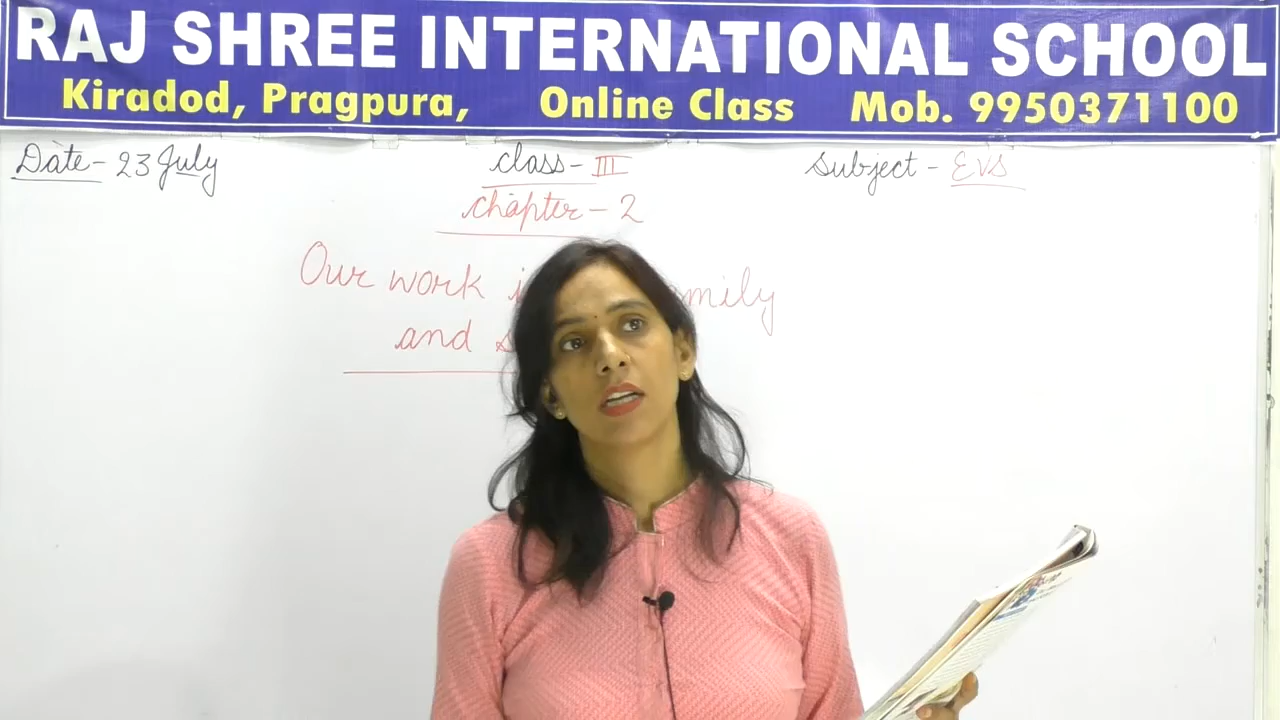 RAJ SHREE INTERNATIONAL SCHOOL
Kiradod, Pragpura, Online Class Mob. 9950371100
Date- 23 July class- III Subject- EVS
chapter- 2
Our work
and